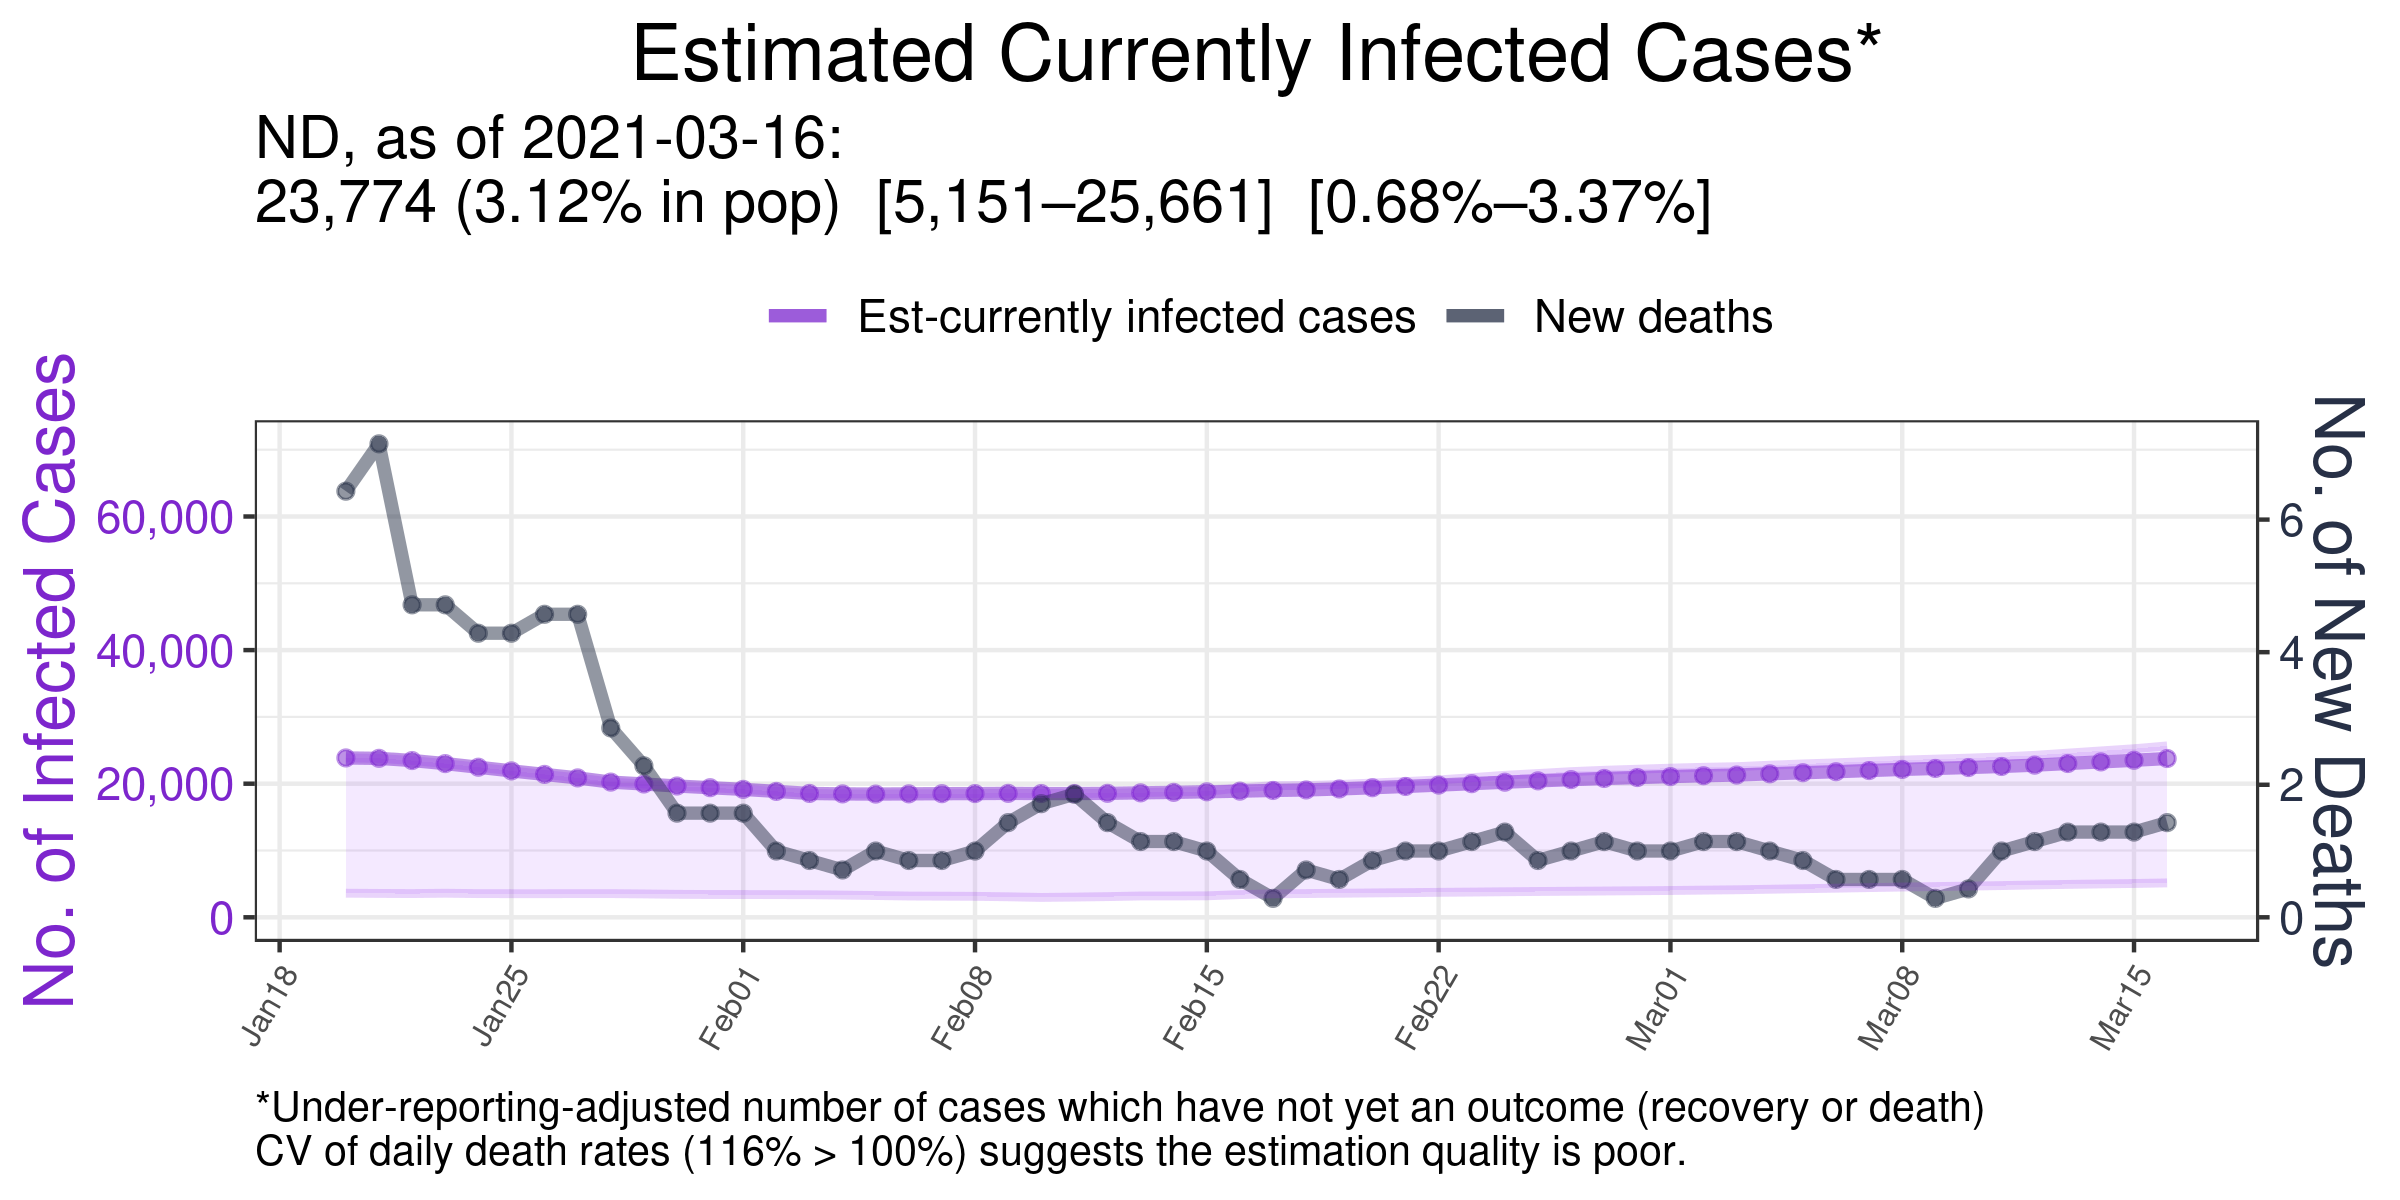 Estimated Currently Infected Cases*
ND, as of 2021-03-16:
23,774 (3.12% in pop)  [5,151–25,661]  [0.68%–3.37%]
Est-currently infected cases
New deaths
No. of Infected Cases
60,000
40,000
20,000
0
6
4
2
0
No. of New Deaths
Jan18
Jan25
Feb01
Feb08
Feb15
Feb22
Mar01
Mar08
Mar15
*Under-reporting-adjusted number of cases which have not yet an outcome (recovery or death)
CV of daily death rates (116% > 100%) suggests the estimation quality is poor.